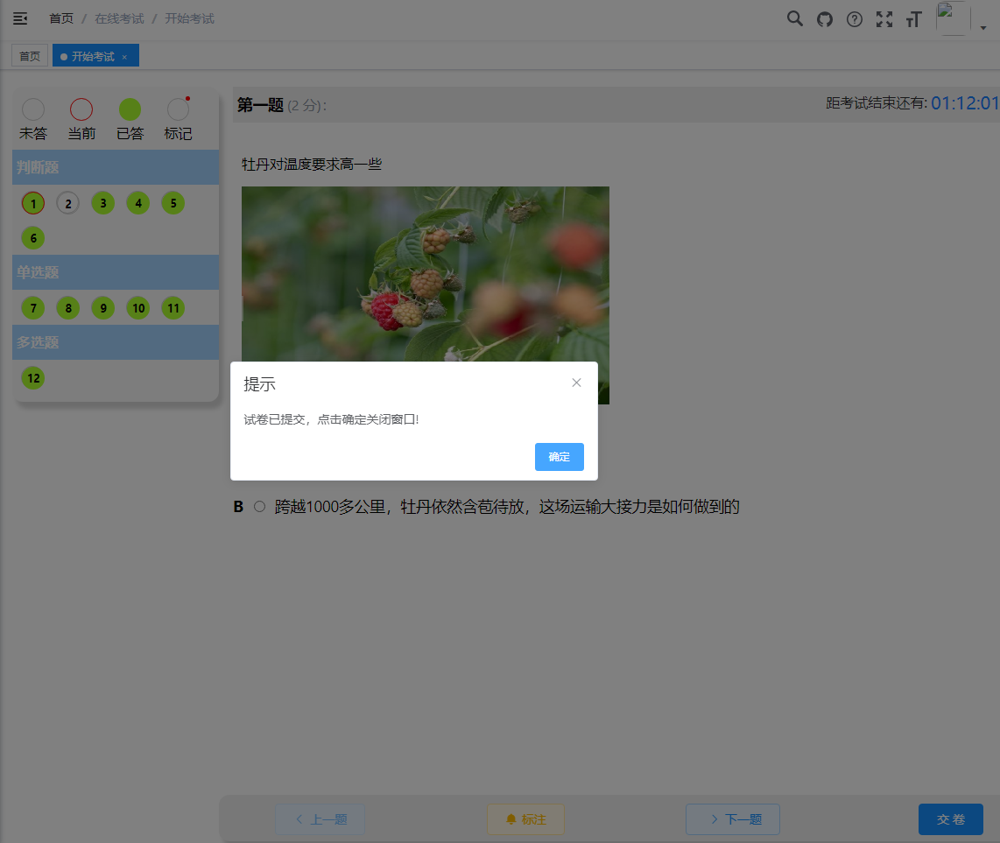 首页 / 在线考试 / 开始考试
首页
开始考试 ×
未答 当前 已答 标记
判断题
1 2 3 4 5
6
单选题
7 8 9 10 11
多选题
12
第一题 (2 分):
距考试结束还有: 01:12:01
牡丹对温度要求高一些
提示
试卷已提交，点击确定关闭窗口!
确定
B 跨越1000多公里，牡丹依然含苞待放，这场运输大接力是如何做到的
上一题
标注
下一题
交 卷